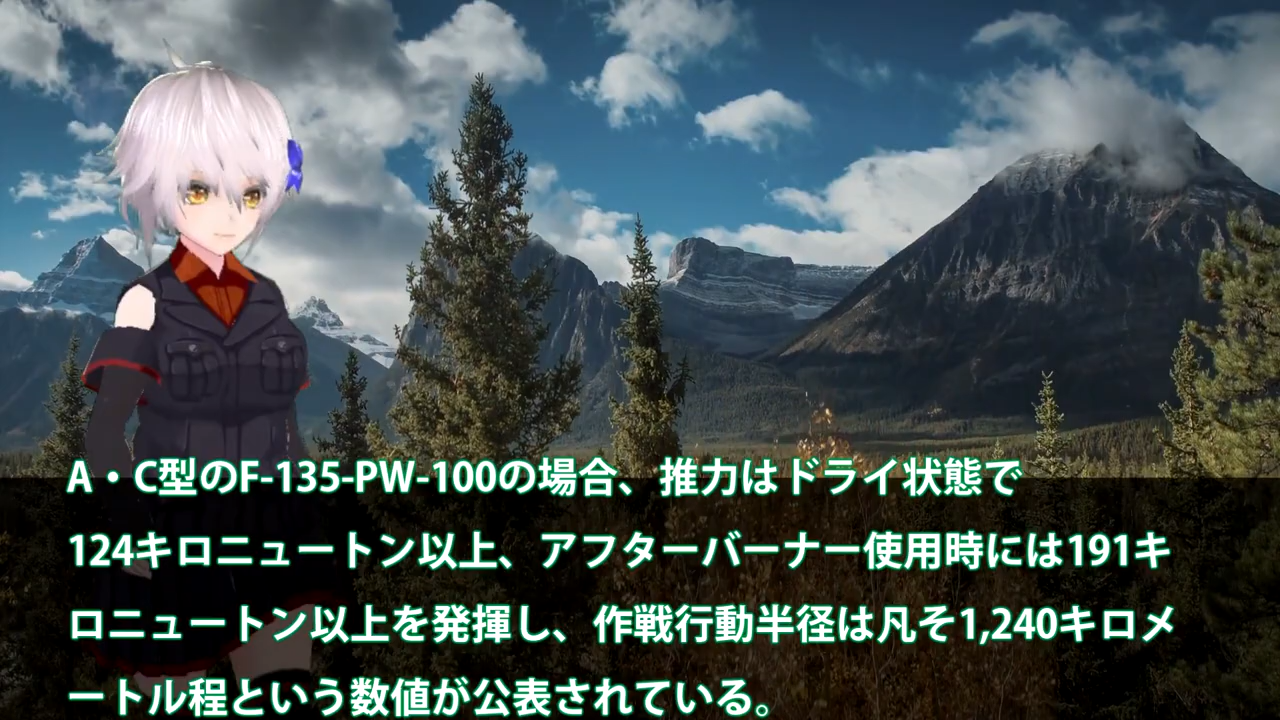 A・C型のF-135-PW-100の場合、推力はドライ状態で
124キロニュートン以上、アフターバーナー使用時には191キ
ロニュートン以上を発揮し、作戦行動半径は凡そ1,240キロメ
ートル程という数値が公表されている。